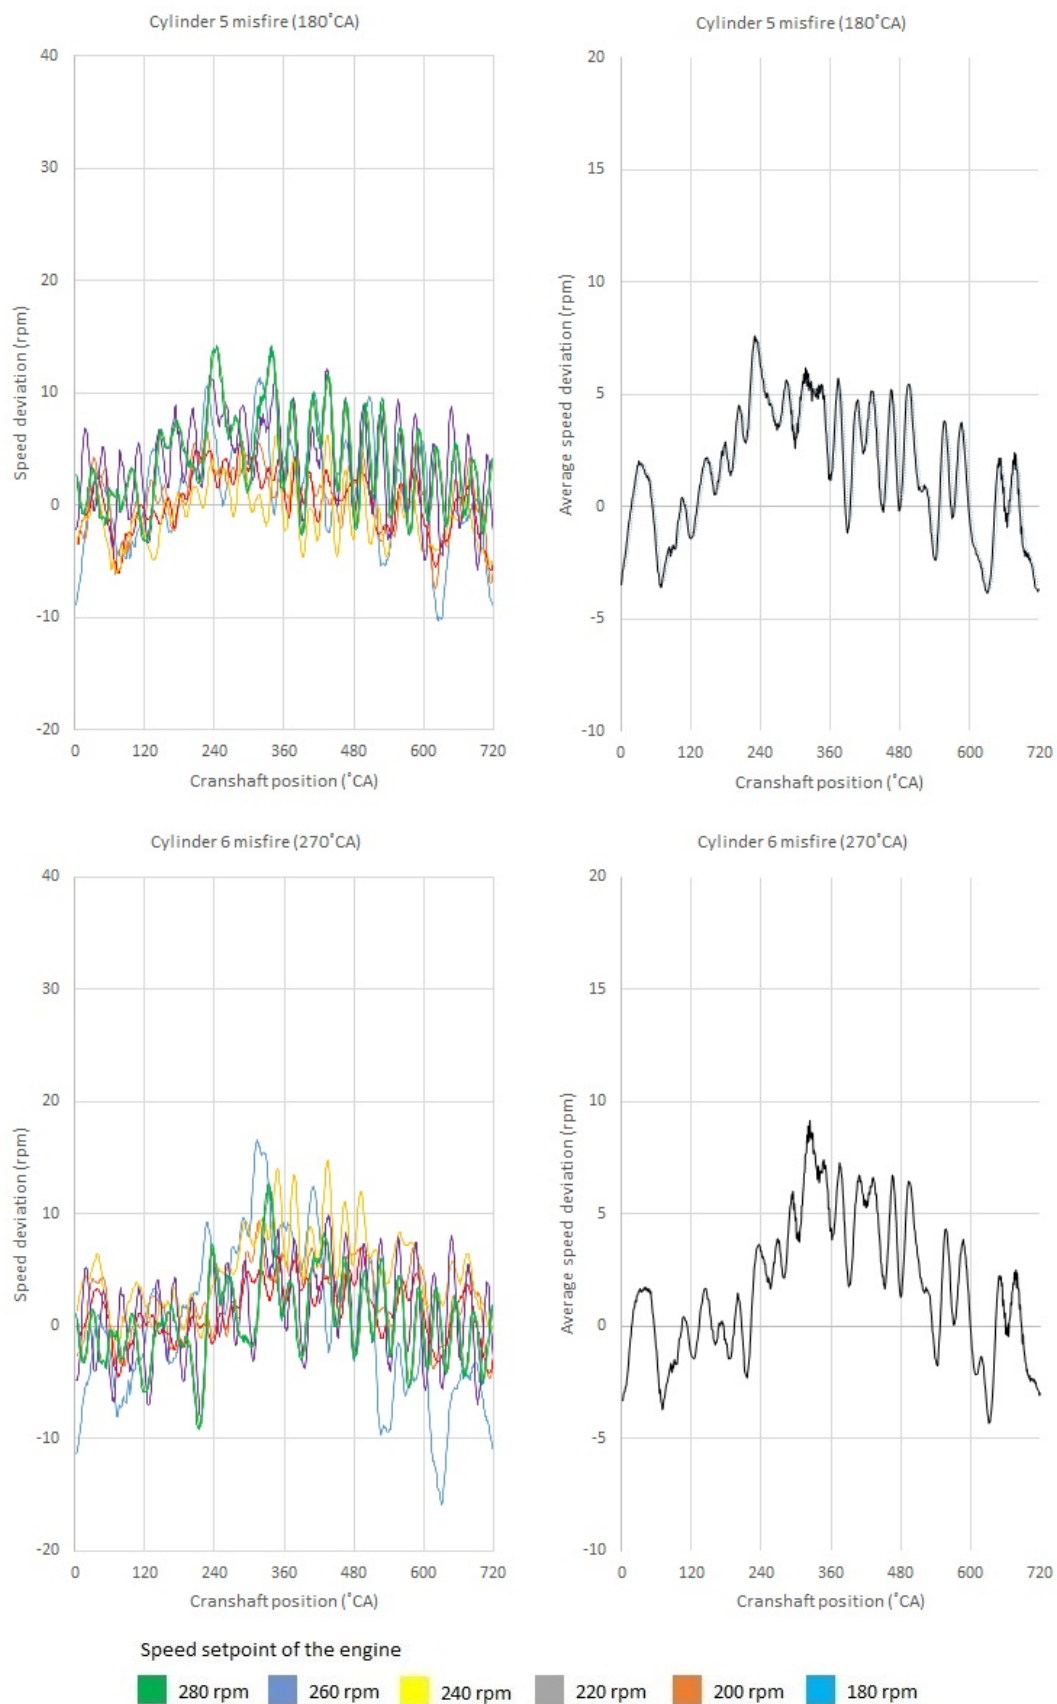 Cylinder 5 misfire (180˚CA)
40
30
20
10
0
-10
-20
Speed deviation (rpm)
0 120 240 360 480 600 720
Cranshaft position (˚CA)
Cylinder 5 misfire (180˚CA)
20
15
10
5
0
-5
-10
Average speed deviation (rpm)
0 120 240 360 480 600 720
Cranshaft position (˚CA)
Cylinder 6 misfire (270˚CA)
40
30
20
10
0
-10
-20
Speed deviation (rpm)
0 120 240 360 480 600 720
Cranshaft position (˚CA)
Cylinder 6 misfire (270˚CA)
20
15
10
5
0
-5
-10
Average speed deviation (rpm)
0 120 240 360 480 600 720
Cranshaft position (˚CA)
Speed setpoint of the engine
280 rpm 260 rpm 240 rpm 220 rpm 200 rpm 180 rpm